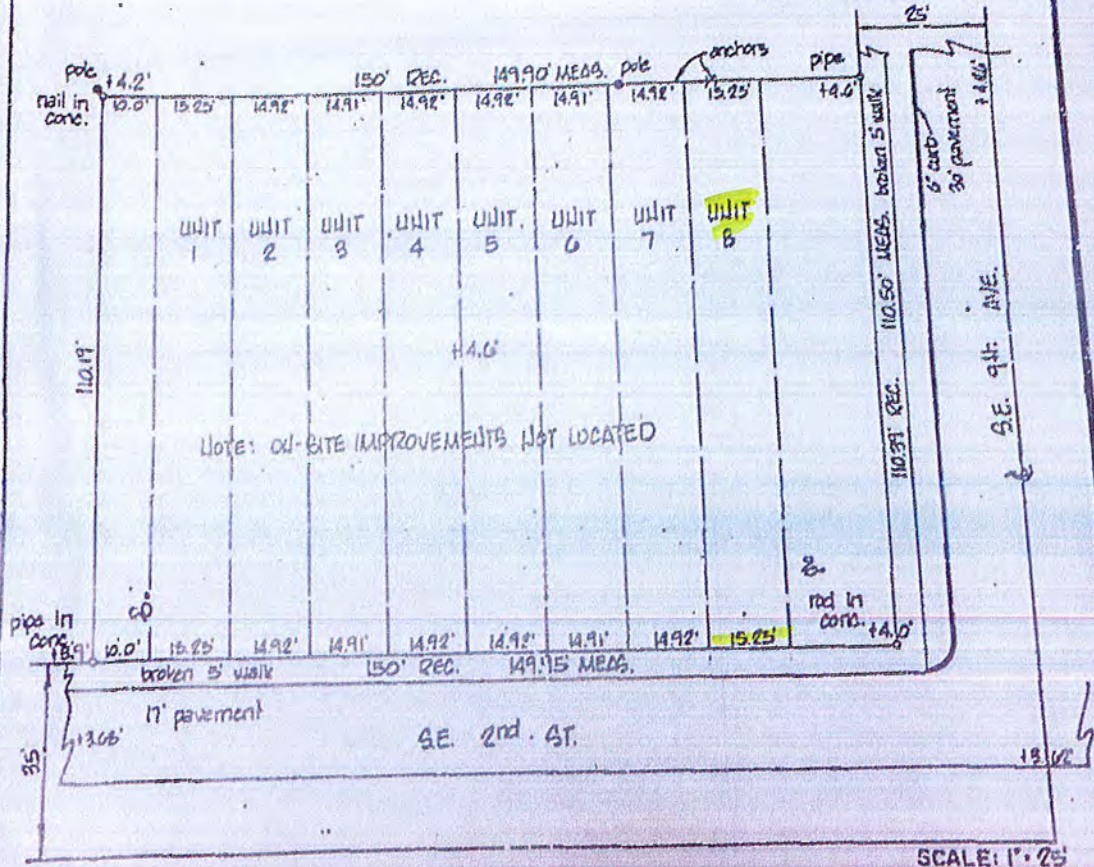 25'
pole +4.2' 150' REC. 149.90' MEAS. pole anchors pipe
nail in conc.
10.0' 15.25' 14.92' 14.91' 14.92' 14.92' 14.91' 14.92' 15.25' +4.6'
UNIT 1
UNIT 2
UNIT 3
UNIT 4
UNIT 5
UNIT 6
UNIT 7
UNIT 8
110.39' REC. 110.50' MEAS. broken 5' walk
6" curb
30' pavement
S.E. 9th AVE.
110.19'
+4.6'
NOTE: ON-SITE IMPROVEMENTS NOT LOCATED
pipe in conc.
rod in conc.
10.0' 15.25' 14.92' 14.91' 14.92' 14.92' 14.91' 14.92' 15.25'
broken 5' walk 150' REC. 149.75' MEAS.
17' pavement
S.E. 2nd. ST.
35'
SCALE: 1" = 25'